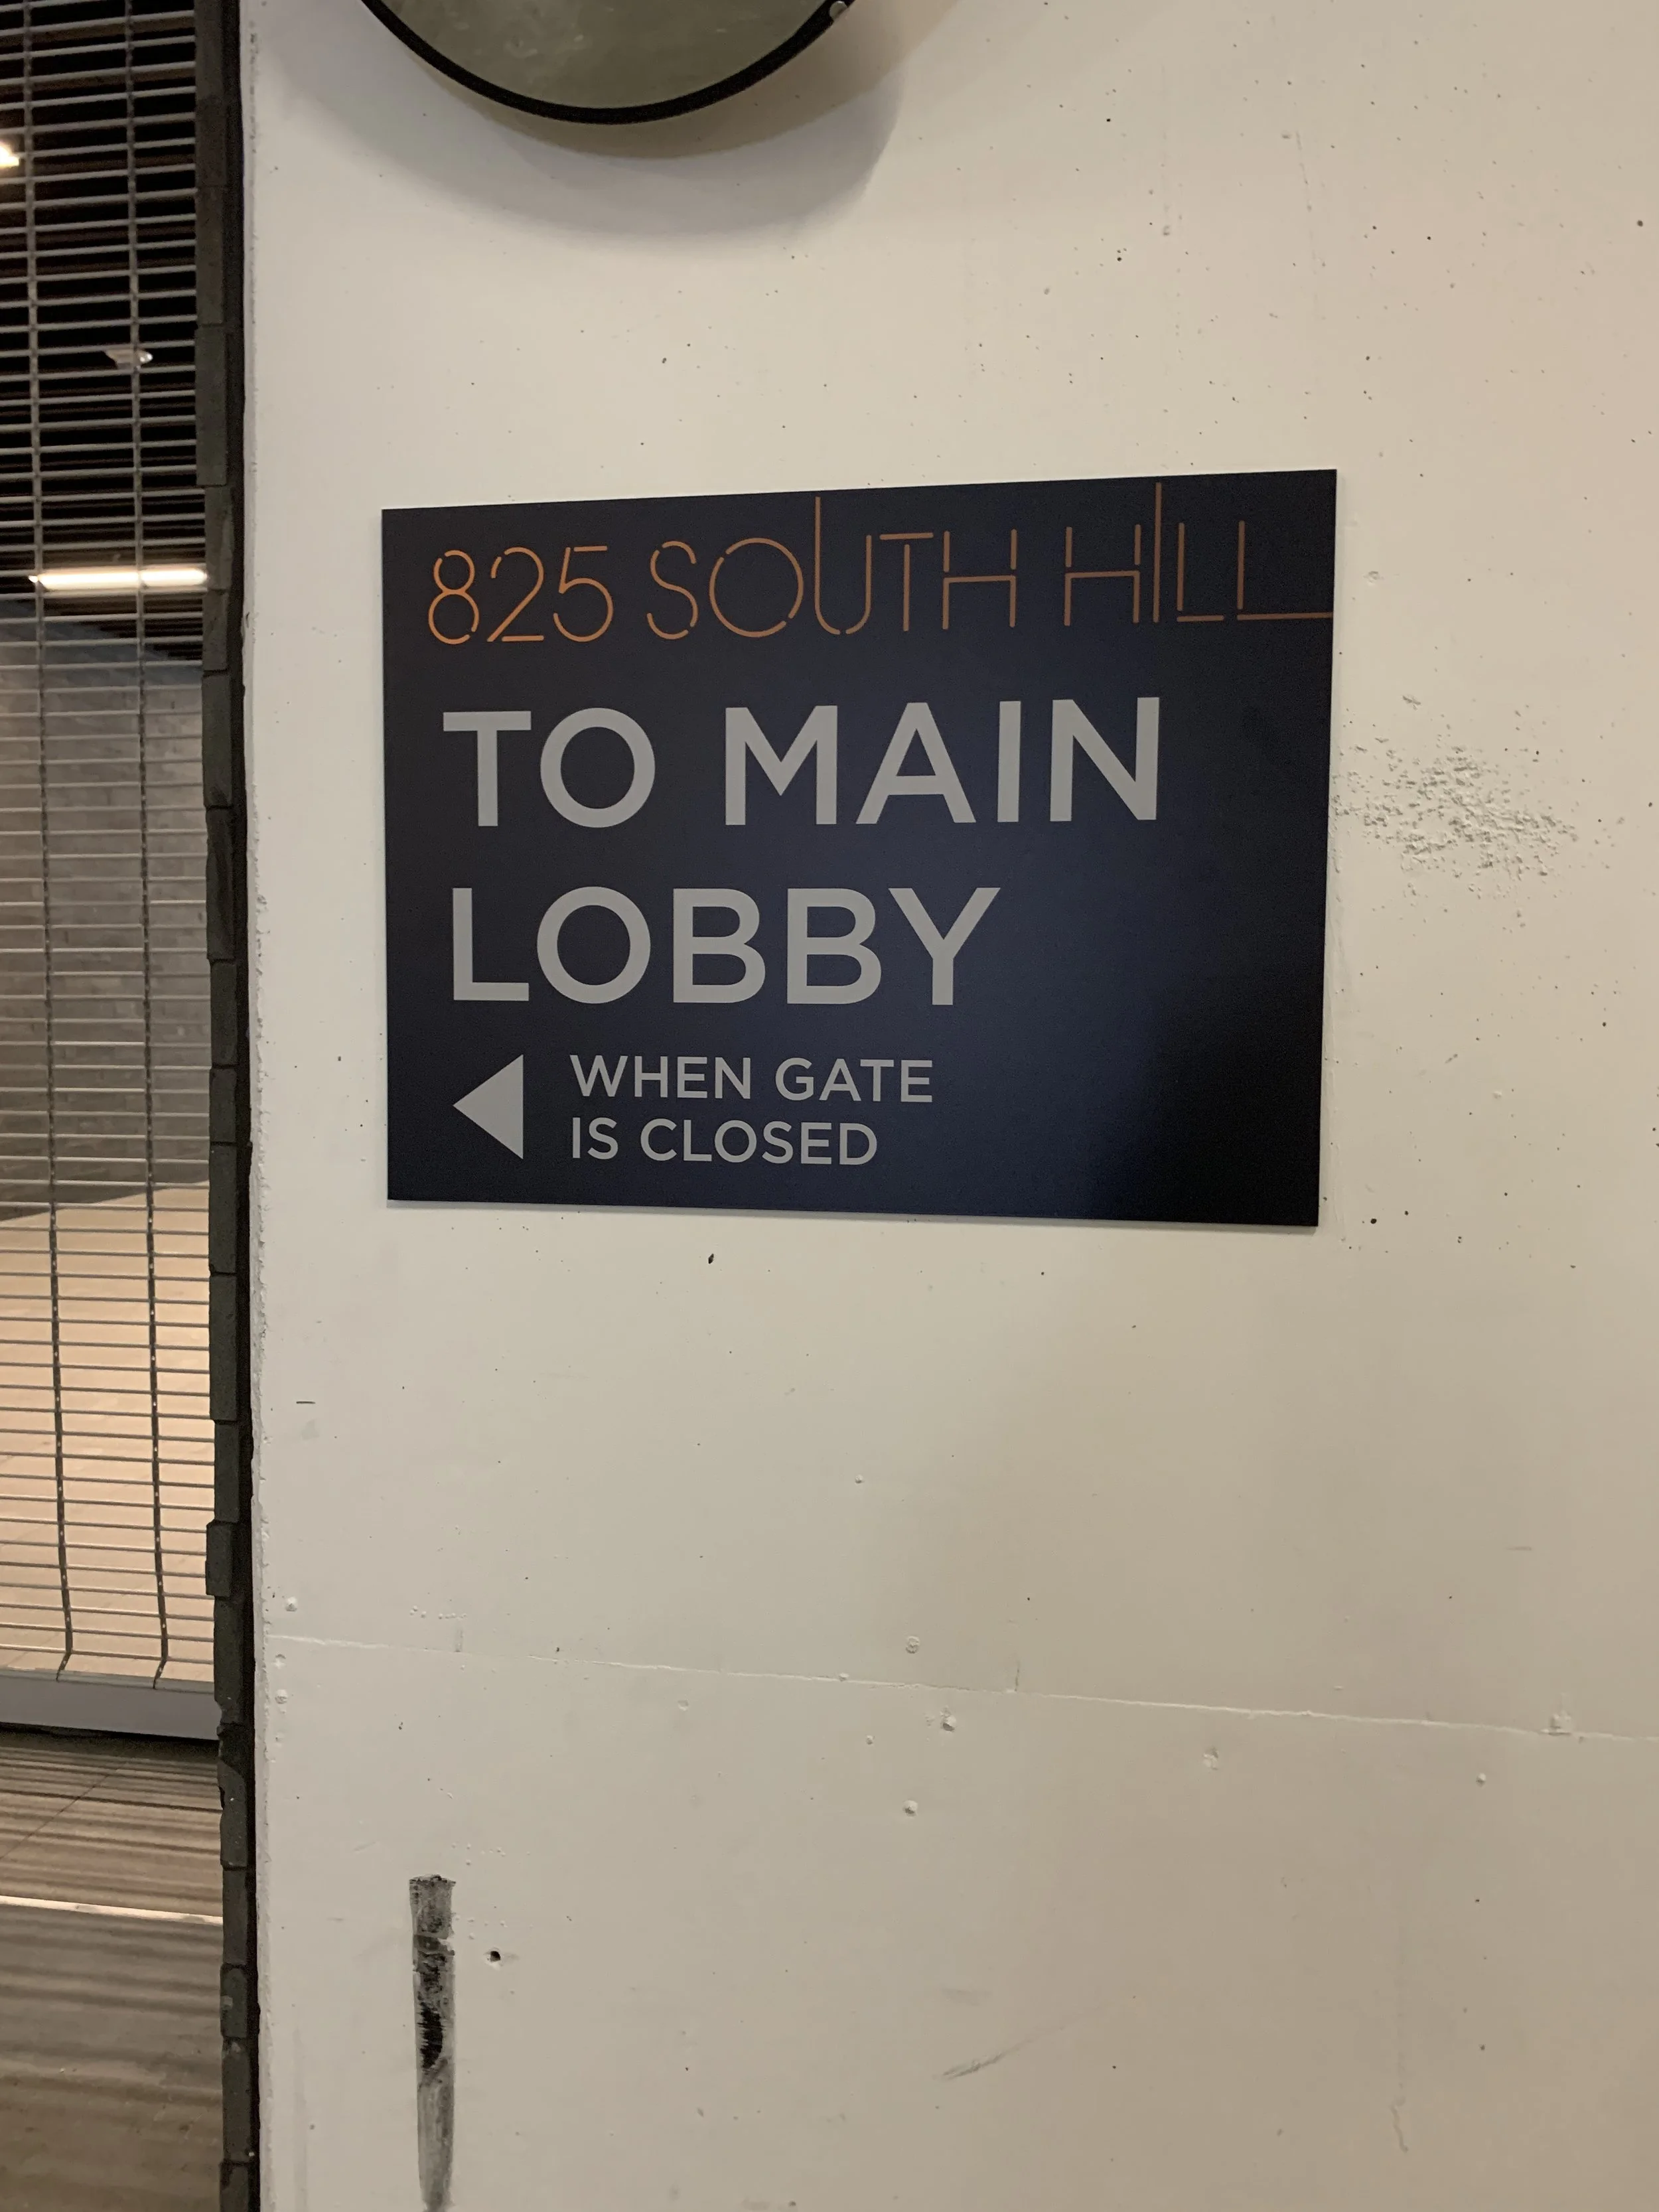 825 SOUTH HILL
TO MAIN
LOBBY
WHEN GATE
IS CLOSED